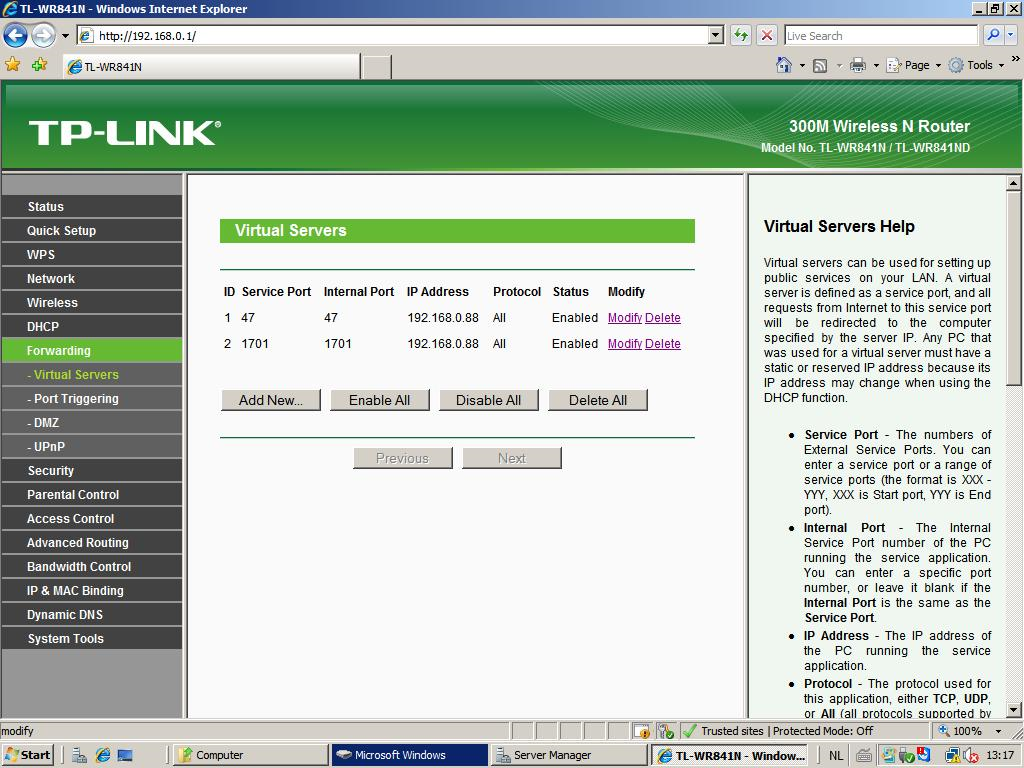 TL-WR841N - Windows Internet Explorer
http://192.168.0.1/
Live Search
TL-WR841N
Page
Tools
TP-LINK®
300M Wireless N Router
Model No. TL-WR841N / TL-WR841ND
Status
Quick Setup
WPS
Network
Wireless
DHCP
Forwarding
- Virtual Servers
- Port Triggering
- DMZ
- UPnP
Security
Parental Control
Access Control
Advanced Routing
Bandwidth Control
IP & MAC Binding
Dynamic DNS
System Tools
Virtual Servers
ID Service Port Internal Port IP Address Protocol Status Modify
1 47 47 192.168.0.88 All Enabled Modify Delete
2 1701 1701 192.168.0.88 All Enabled Modify Delete
Add New... Enable All Disable All Delete All
Previous Next
Virtual Servers Help
Virtual servers can be used for setting up
public services on your LAN. A virtual
server is defined as a service port, and all
requests from Internet to this service port
will be redirected to the computer
specified by the server IP. Any PC that
was used for a virtual server must have a
static or reserved IP address because its
IP address may change when using the
DHCP function.
• Service Port - The numbers of
External Service Ports. You can
enter a service port or a range of
service ports (the format is XXX -
YYY, XXX is Start port, YYY is End
port).
• Internal Port - The Internal
Service Port number of the PC
running the service application.
You can enter a specific port
number, or leave it blank if the
Internal Port is the same as the
Service Port.
• IP Address - The IP address of
the PC running the service
application.
• Protocol - The protocol used for
this application, either TCP, UDP,
or All (all protocols supported by
modify
Trusted sites | Protected Mode: Off
100%
Start
Computer
Microsoft Windows
Server Manager
TL-WR841N - Window...
NL
13:17